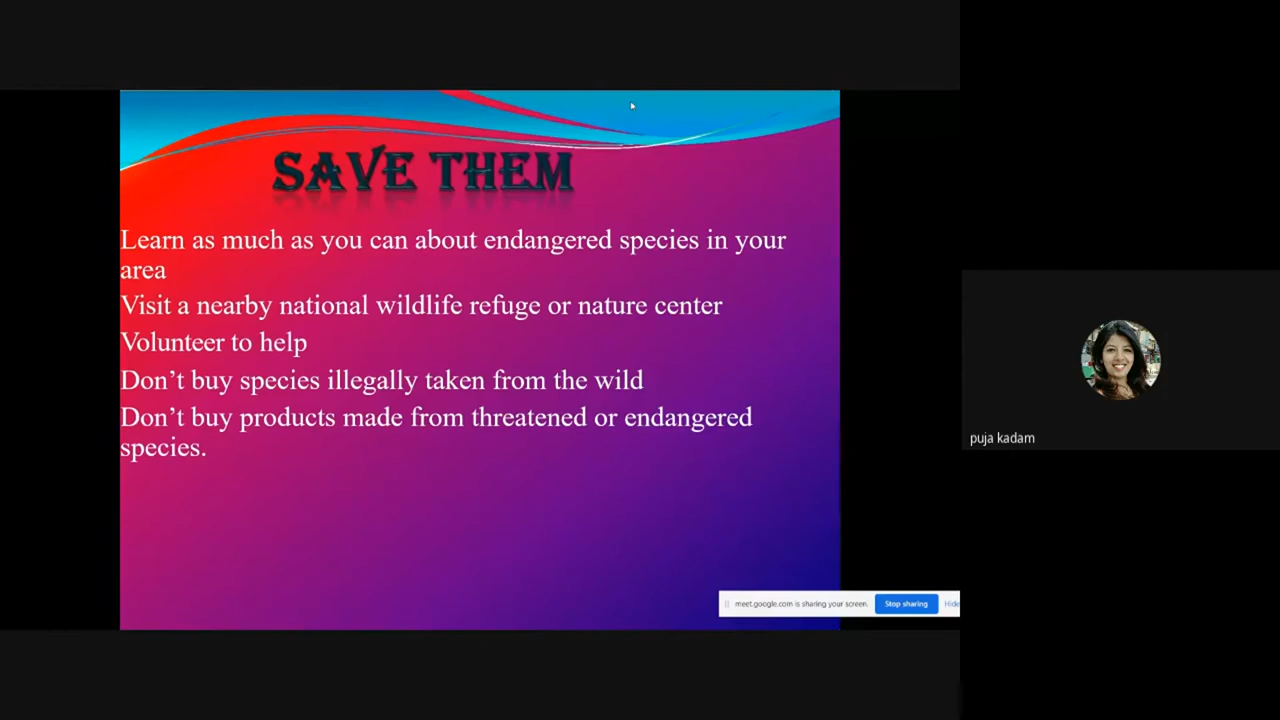 SAVE THEM
Learn as much as you can about endangered species in your
area
Visit a nearby national wildlife refuge or nature center
Volunteer to help
Don’t buy species illegally taken from the wild
Don’t buy products made from threatened or endangered
species.
puja kadam
meet.google.com is sharing your screen. Stop sharing Hide